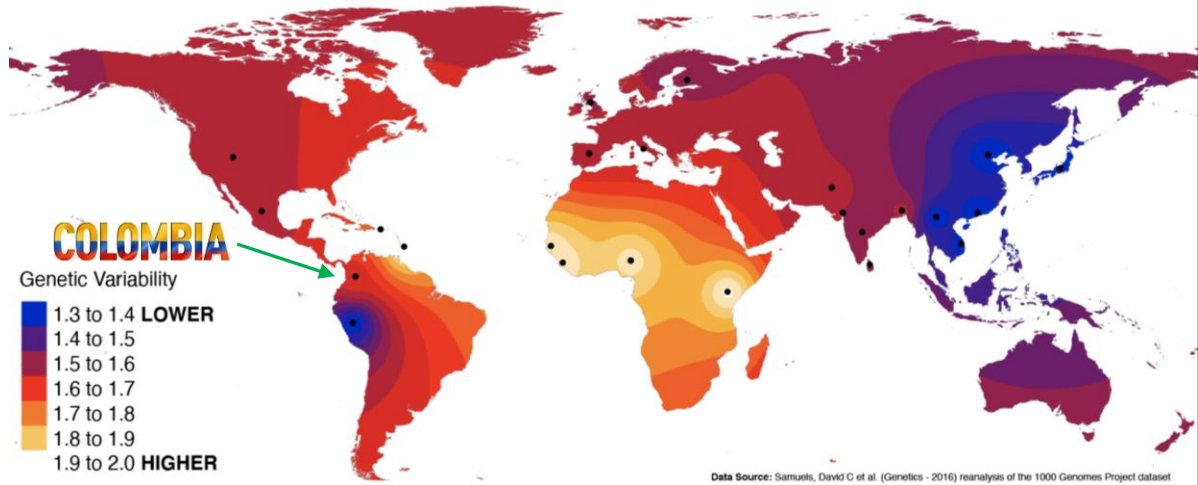 COLOMBIA
Genetic Variability
1.3 to 1.4 LOWER
1.4 to 1.5
1.5 to 1.6
1.6 to 1.7
1.7 to 1.8
1.8 to 1.9
1.9 to 2.0 HIGHER
Data Source: Samuels, David C et al. (Genetics - 2016) reanalysis of the 1000 Genomes Project dataset